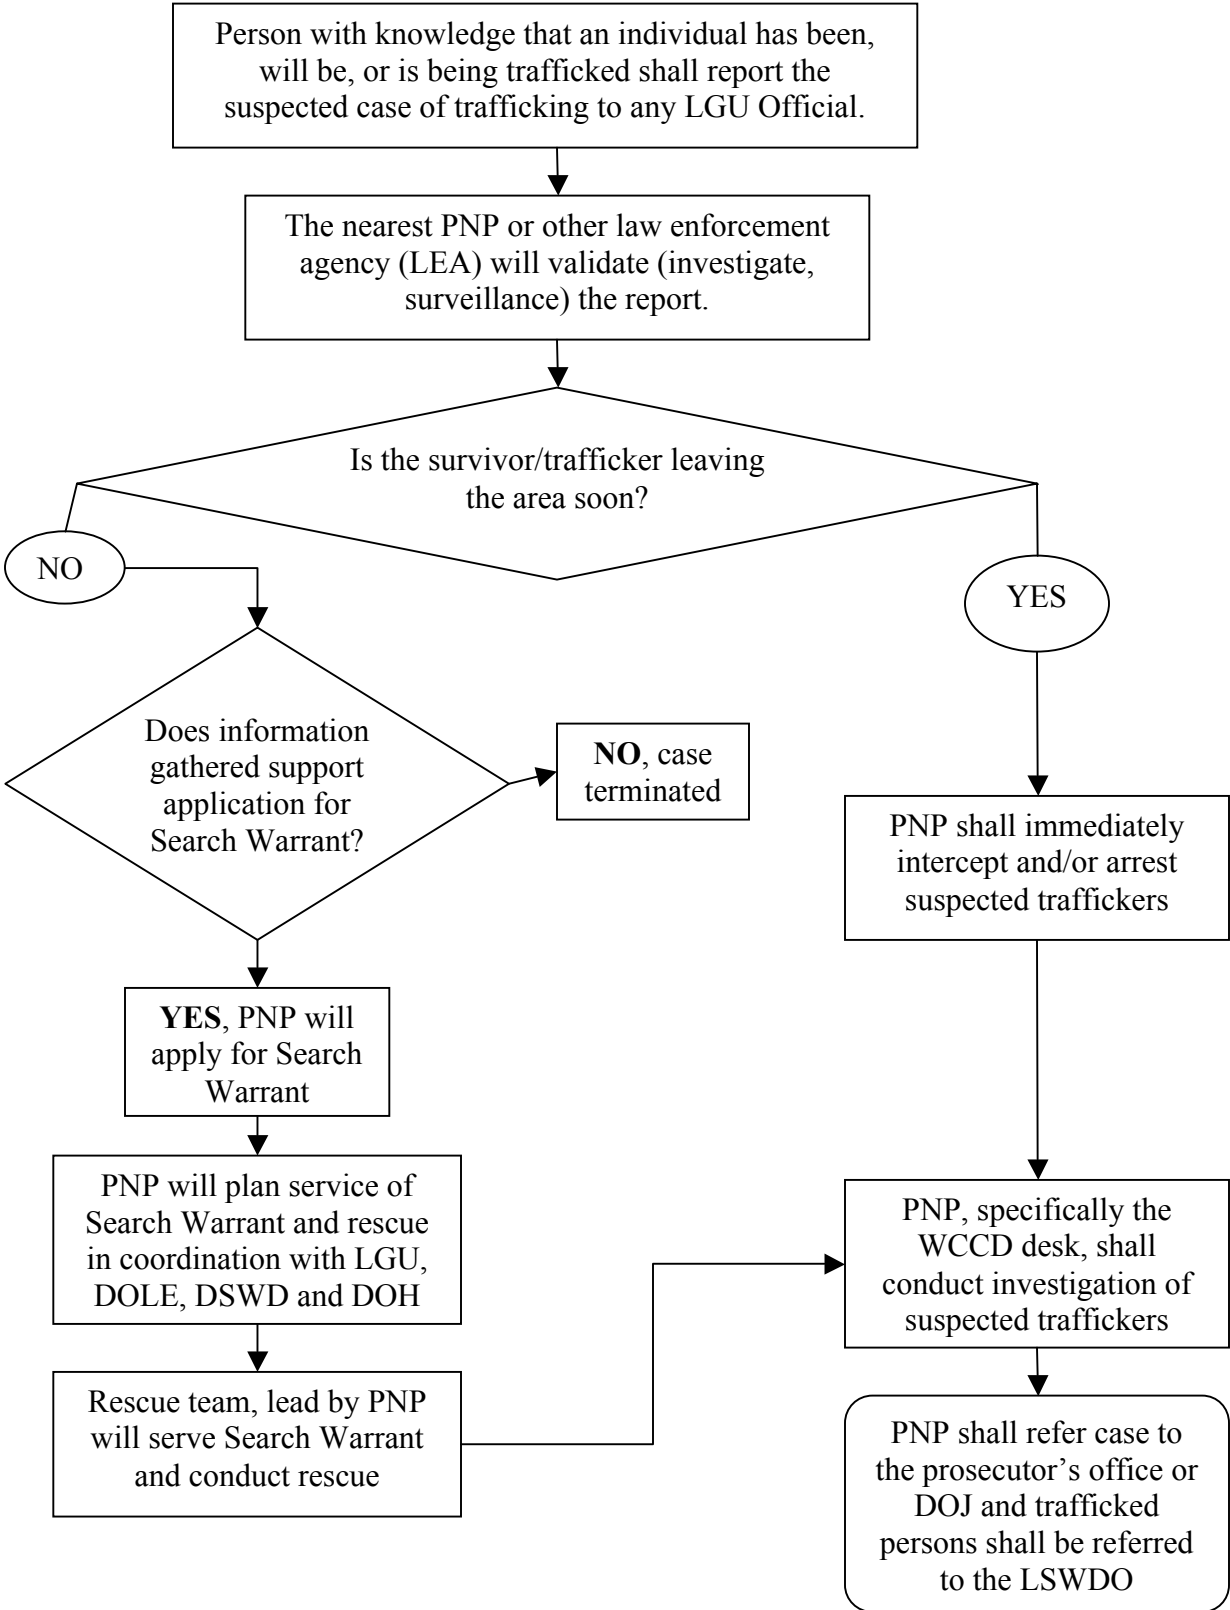 Person with knowledge that an individual has been,
will be, or is being trafficked shall report the
suspected case of trafficking to any LGU Official.
The nearest PNP or other law enforcement
agency (LEA) will validate (investigate,
surveillance) the report.
Is the survivor/trafficker leaving
the area soon?
NO
YES
Does information
gathered support
application for
Search Warrant?
NO, case
terminated
PNP shall immediately
intercept and/or arrest
suspected traffickers
YES, PNP will
apply for Search
Warrant
PNP will plan service of
Search Warrant and rescue
in coordination with LGU,
DOLE, DSWD and DOH
PNP, specifically the
WCCD desk, shall
conduct investigation of
suspected traffickers
Rescue team, lead by PNP
will serve Search Warrant
and conduct rescue
PNP shall refer case to
the prosecutor’s office or
DOJ and trafficked
persons shall be referred
to the LSWDO